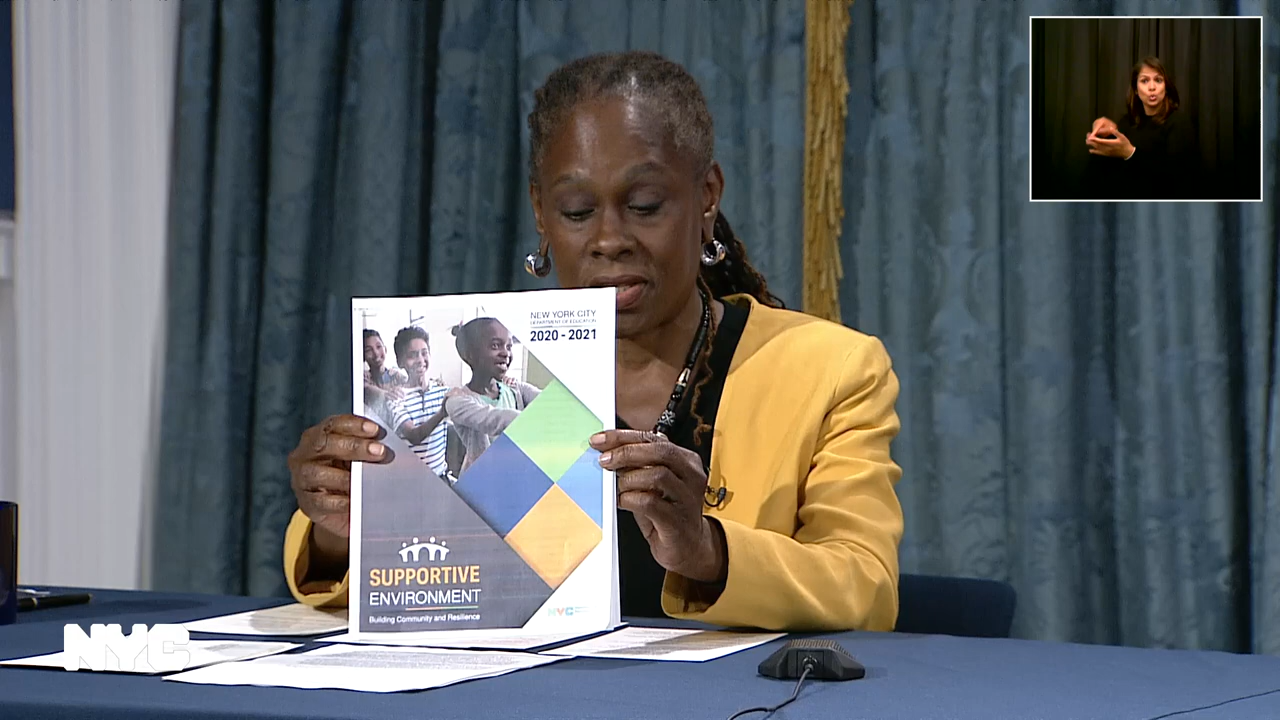 NEW YORK CITY
DEPARTMENT OF EDUCATION
2020 - 2021
SUPPORTIVE
ENVIRONMENT
Building Community and Resilience
NYC
NYC